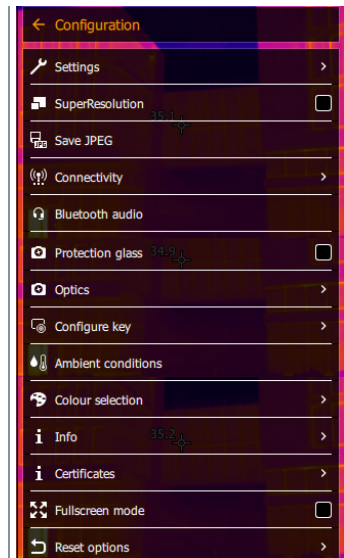 Configuration
Settings
SuperResolution
35.1
Save JPEG
Connectivity
Bluetooth audio
Protection glass 34.9
Optics
Configure key
Ambient conditions
Colour selection
Info 35.2
Certificates
Fullscreen mode
Reset options